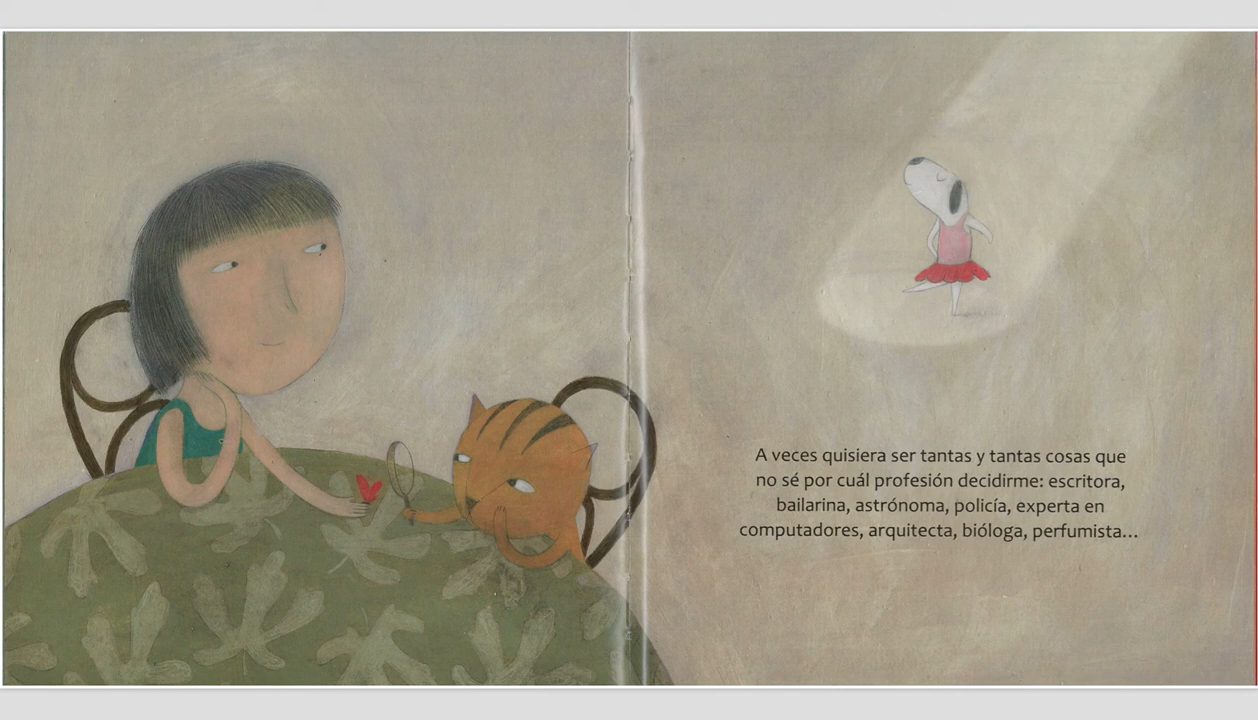 A veces quisiera ser tantas y tantas cosas que
no sé por cuál profesión decidirme: escritora,
bailarina, astrónoma, policía, experta en
computadores, arquitecta, bióloga, perfumista...